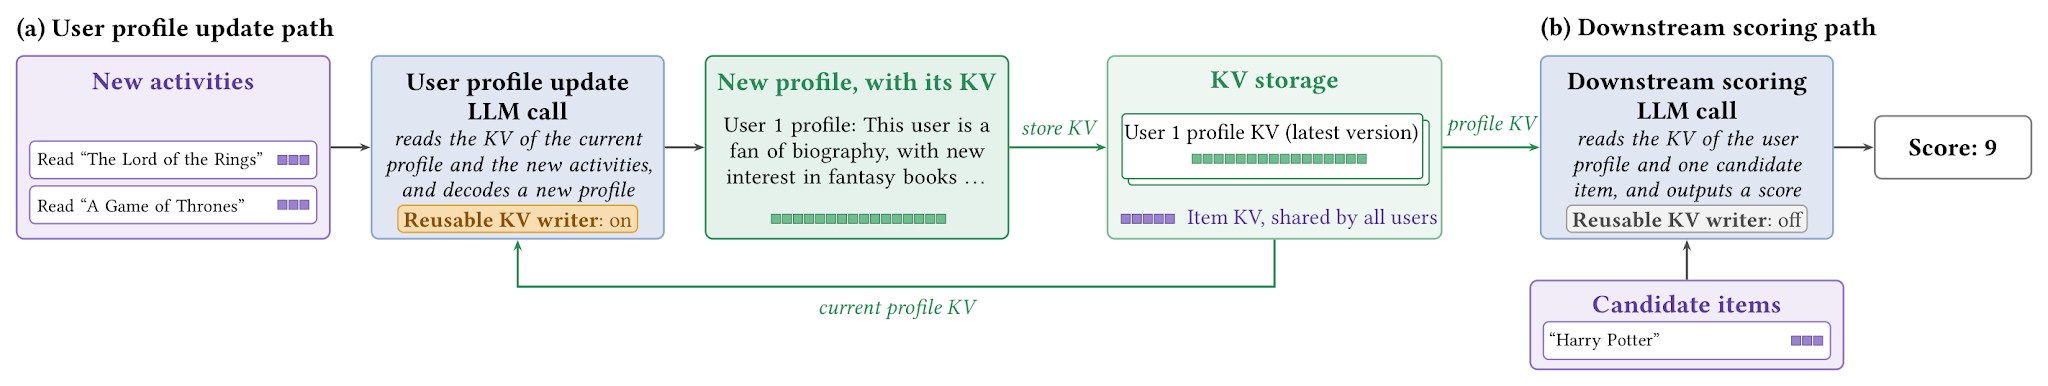 (a) User profile update path
New activities
Read “The Lord of the Rings”
Read “A Game of Thrones”
User profile update
LLM call
reads the KV of the current
profile and the new activities,
and decodes a new profile
Reusable KV writer: on
New profile, with its KV
User 1 profile: This user is a
fan of biography, with new
interest in fantasy books …
store KV
KV storage
User 1 profile KV (latest version)
Item KV, shared by all users
current profile KV
profile KV
(b) Downstream scoring path
Downstream scoring
LLM call
reads the KV of the user
profile and one candidate
item, and outputs a score
Reusable KV writer: off
Score: 9
Candidate items
“Harry Potter”